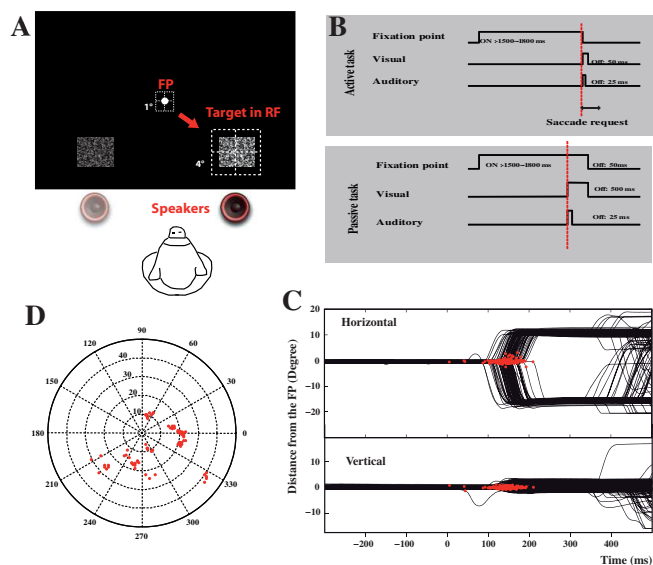 A
FP
1°
Target in RF
4°
Speakers
B
Active task
Fixation point
ON >1500–1800 ms
Visual
Off: 50 ms
Auditory
Off: 25 ms
Saccade request
Passive task
Fixation point
ON >1500–1800 ms
Off: 50ms
Visual
Off: 500 ms
Auditory
Off: 25 ms
D
90
120
60
150
30
180
0
210
330
240
300
270
40
30
20
10
C
Distance from the FP (Degree)
Horizontal
20
10
0
−10
−20
Vertical
10
0
−10
−200
−100
0
100
200
300
400
Time (ms)